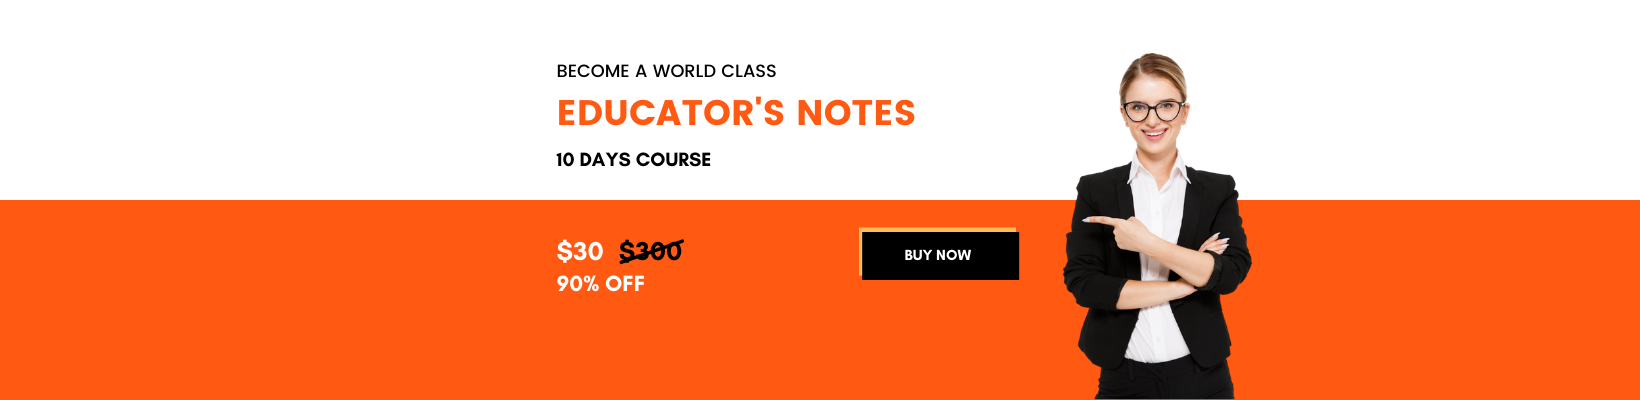 BECOME A WORLD CLASS
EDUCATOR'S NOTES
10 DAYS COURSE
$30 $300
90% OFF
BUY NOW